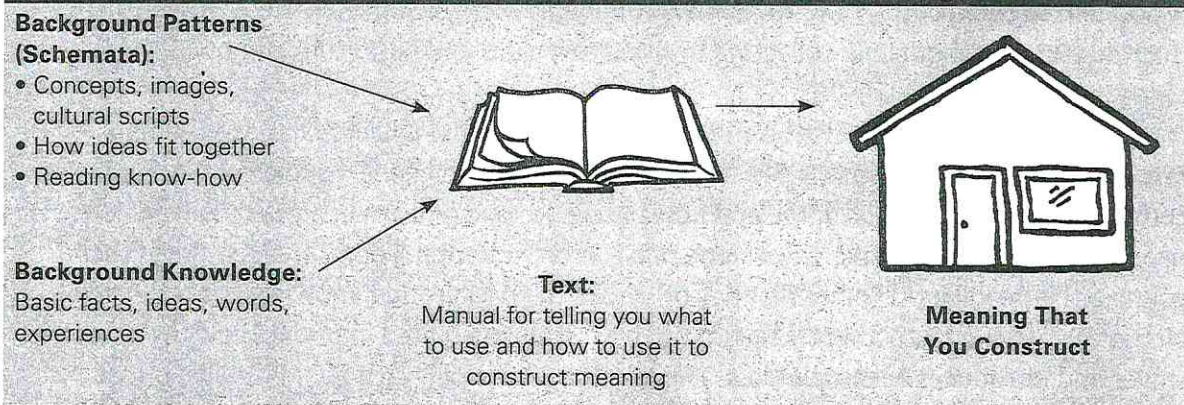 Background Patterns
(Schemata):
• Concepts, images,
cultural scripts
• How ideas fit together
• Reading know-how
Background Knowledge:
Basic facts, ideas, words,
experiences
Text:
Manual for telling you what
to use and how to use it to
construct meaning
Meaning That
You Construct